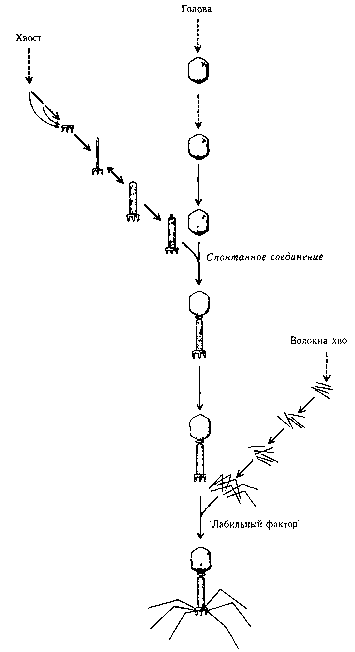 Голова
Хвост
Спонтанное соединение
Волокна хво
Лабильный фактор